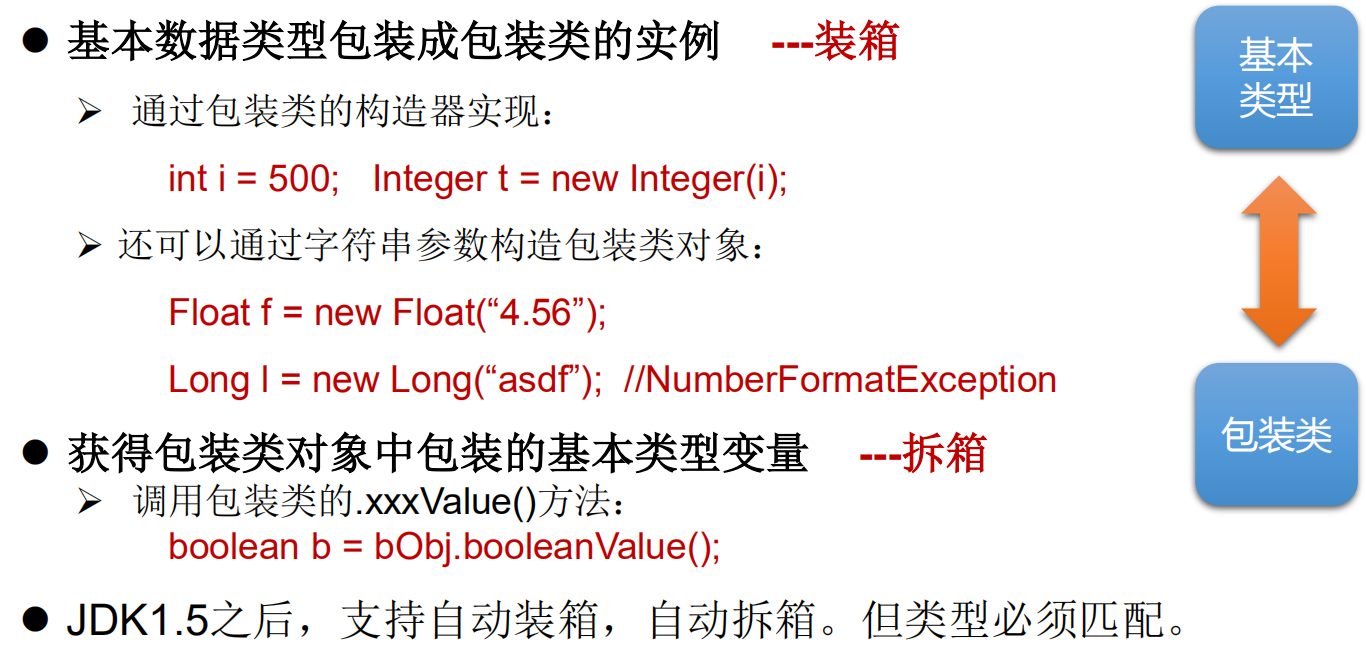 ● 基本数据类型包装成包装类的实例 ---装箱
➢ 通过包装类的构造器实现：
int i = 500; Integer t = new Integer(i);
➢ 还可以通过字符串参数构造包装类对象：
Float f = new Float(“4.56”);
Long l = new Long(“asdf”); //NumberFormatException
● 获得包装类对象中包装的基本类型变量 ---拆箱
➢ 调用包装类的.xxxValue()方法：
boolean b = bObj.booleanValue();
● JDK1.5之后，支持自动装箱，自动拆箱。但类型必须匹配。
基本
类型
包装类